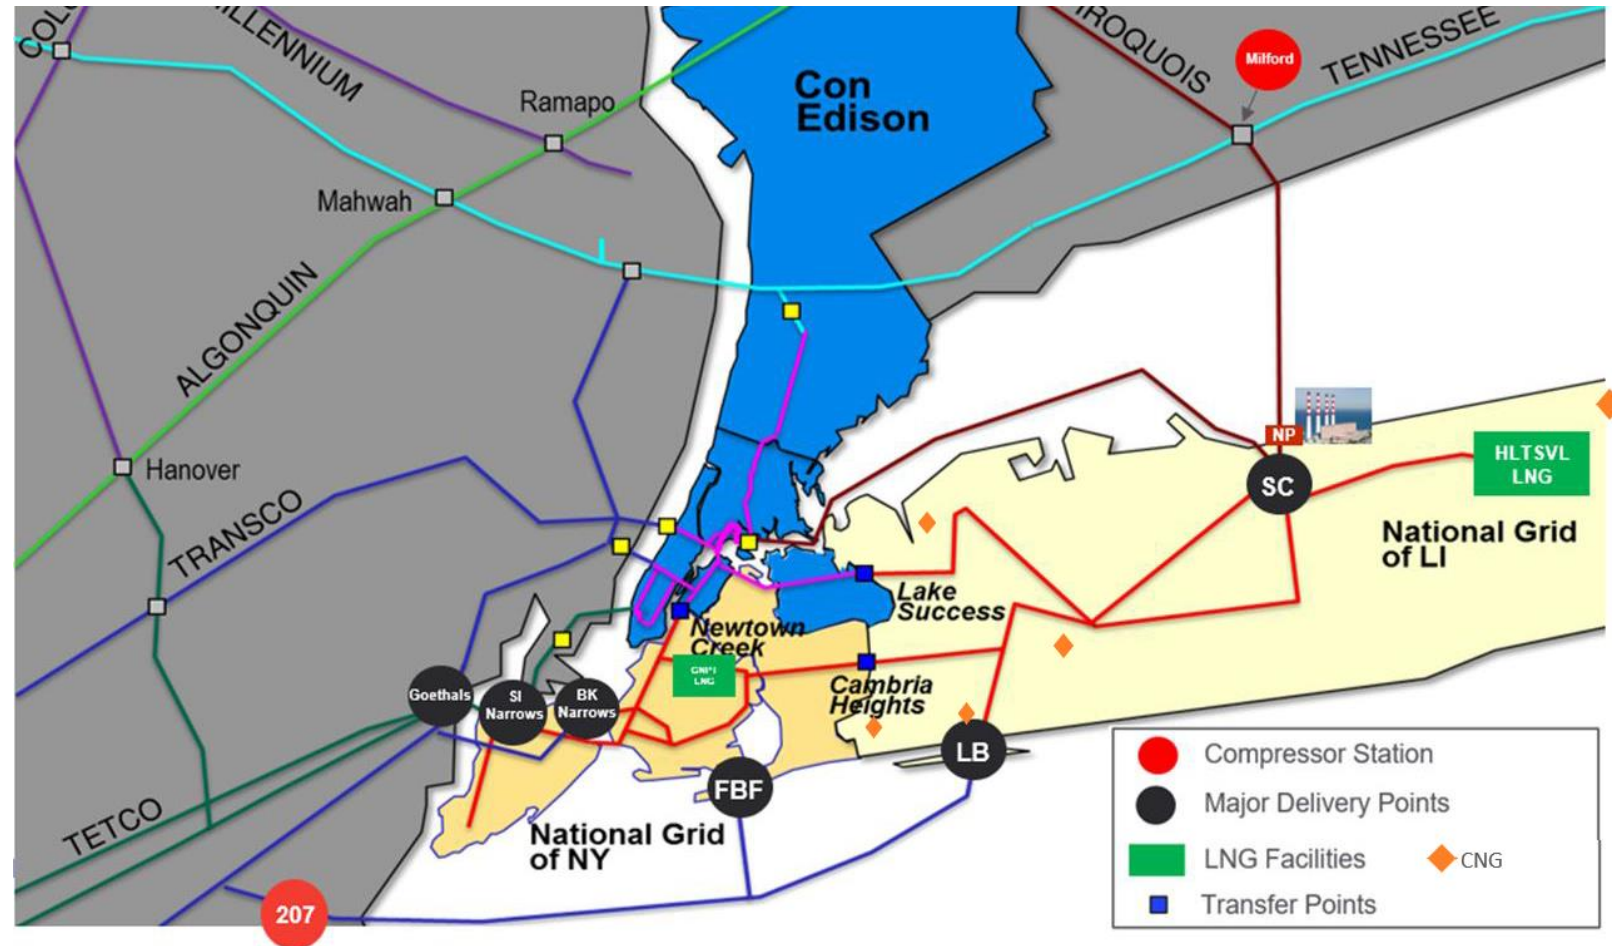 COL
MILLENNIUM
Ramapo
Mahwah
ALGONQUIN
Hanover
TRANSCO
TETCO
Con
Edison
IROQUOIS
Milford
TENNESSEE
NP
SC
HLTSVL
LNG
National Grid
of LI
Lake
Success
Newtown
Creek
LNG
Cambria
Heights
Goethals
SI
Narrows
BK
Narrows
LB
FBF
National Grid
of NY
207
Compressor Station
Major Delivery Points
LNG Facilities
CNG
Transfer Points